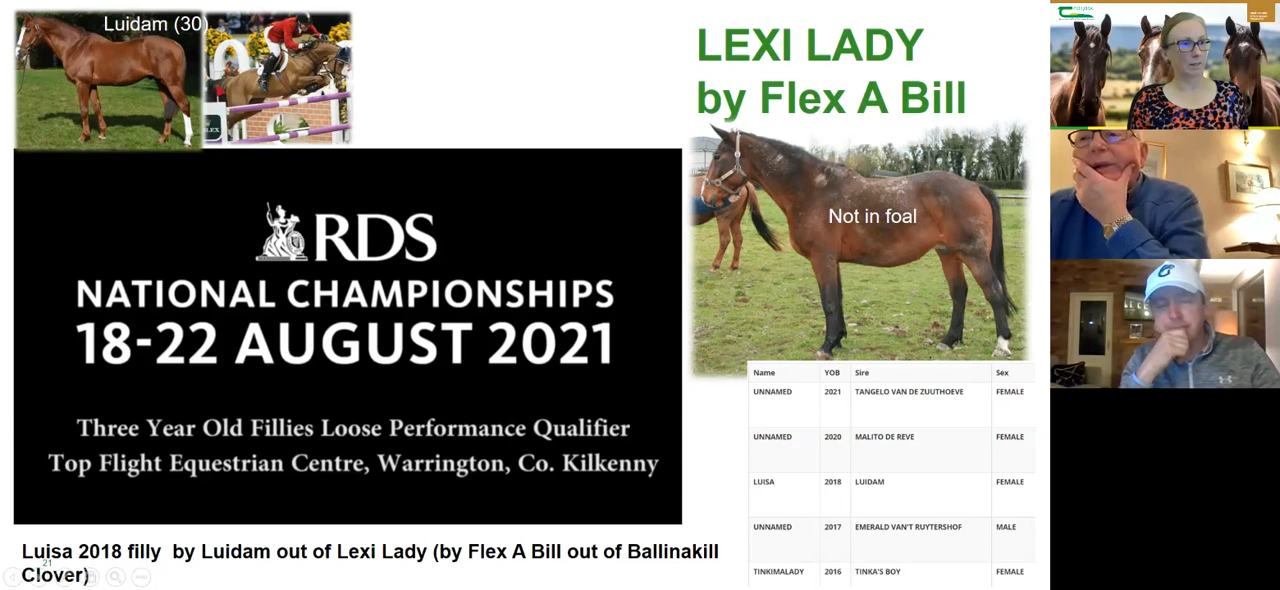 Luidam (30)
LEXI LADY
by Flex A Bill
Not in foal
RDS
NATIONAL CHAMPIONSHIPS
18-22 AUGUST 2021
Three Year Old Fillies Loose Performance Qualifier
Top Flight Equestrian Centre, Warrington, Co. Kilkenny
Name YOB Sire Sex
UNNAMED 2021 TANGELO VAN DE ZUUTHOEVE FEMALE
UNNAMED 2020 MALITO DE REVE FEMALE
LUISA 2018 LUIDAM FEMALE
UNNAMED 2017 EMERALD VAN'T RUYTERSHOF MALE
TINKIMALADY 2016 TINKA'S BOY FEMALE
Luisa 2018 filly by Luidam out of Lexi Lady (by Flex A Bill out of Ballinakill
21
Clover)